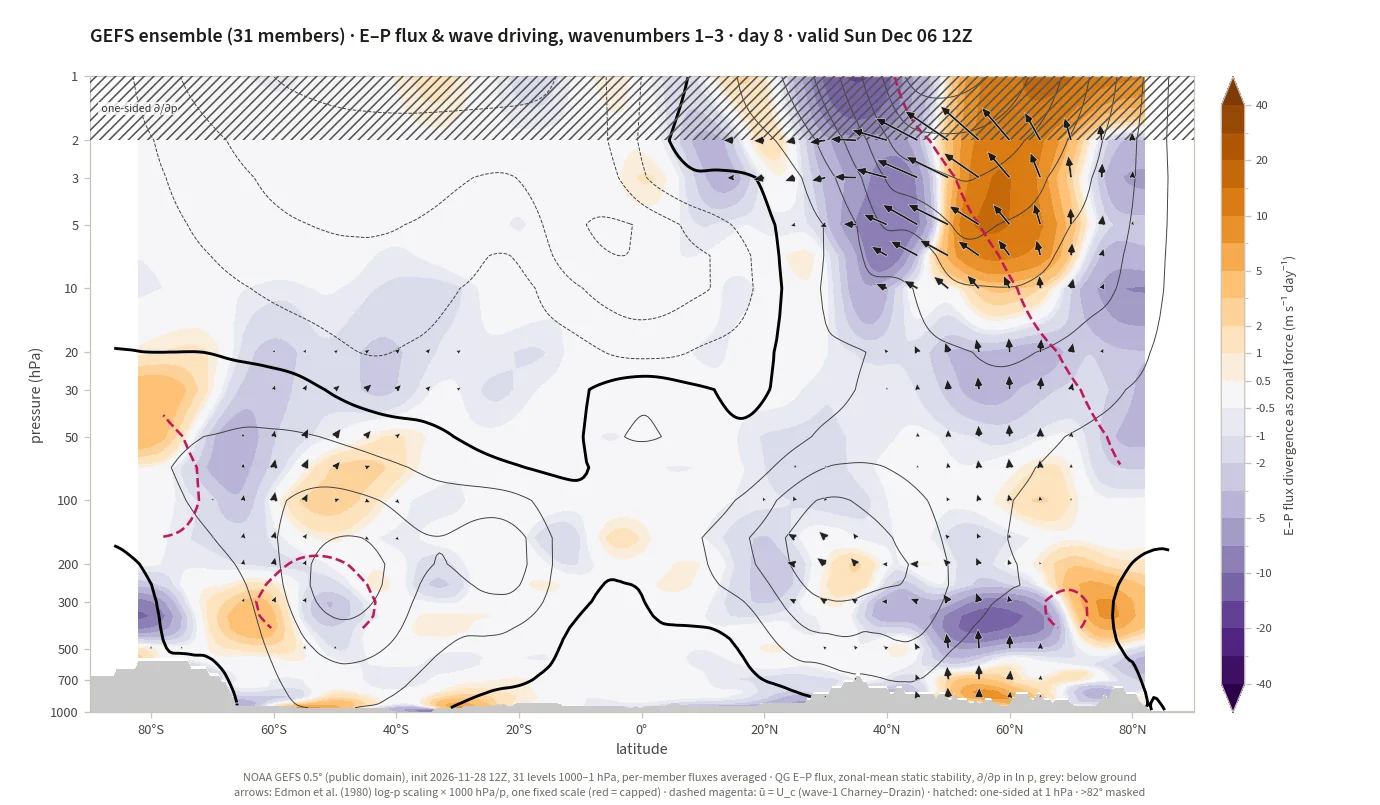 GEFS ensemble (31 members) · E–P flux & wave driving, wavenumbers 1–3 · day 8 · valid Sun Dec 06 12Z
one-sided ∂/∂p
1
2
3
5
10
20
30
50
100
200
300
500
700
1000
pressure (hPa)
80°S
60°S
40°S
20°S
0°
20°N
40°N
60°N
80°N
latitude
40
20
10
5
2
1
0.5
-0.5
-1
-2
-5
-10
-20
-40
E–P flux divergence as zonal force (m s⁻¹ day⁻¹)
NOAA GEFS 0.5° (public domain), init 2026-11-28 12Z, 31 levels 1000–1 hPa, per-member fluxes averaged · QG E–P flux, zonal-mean static stability, ∂/∂p in ln p, grey: below ground
arrows: Edmon et al. (1980) log-p scaling × 1000 hPa/p, one fixed scale (red = capped) · dashed magenta: ū = U_c (wave-1 Charney–Drazin) · hatched: one-sided at 1 hPa · >82° masked